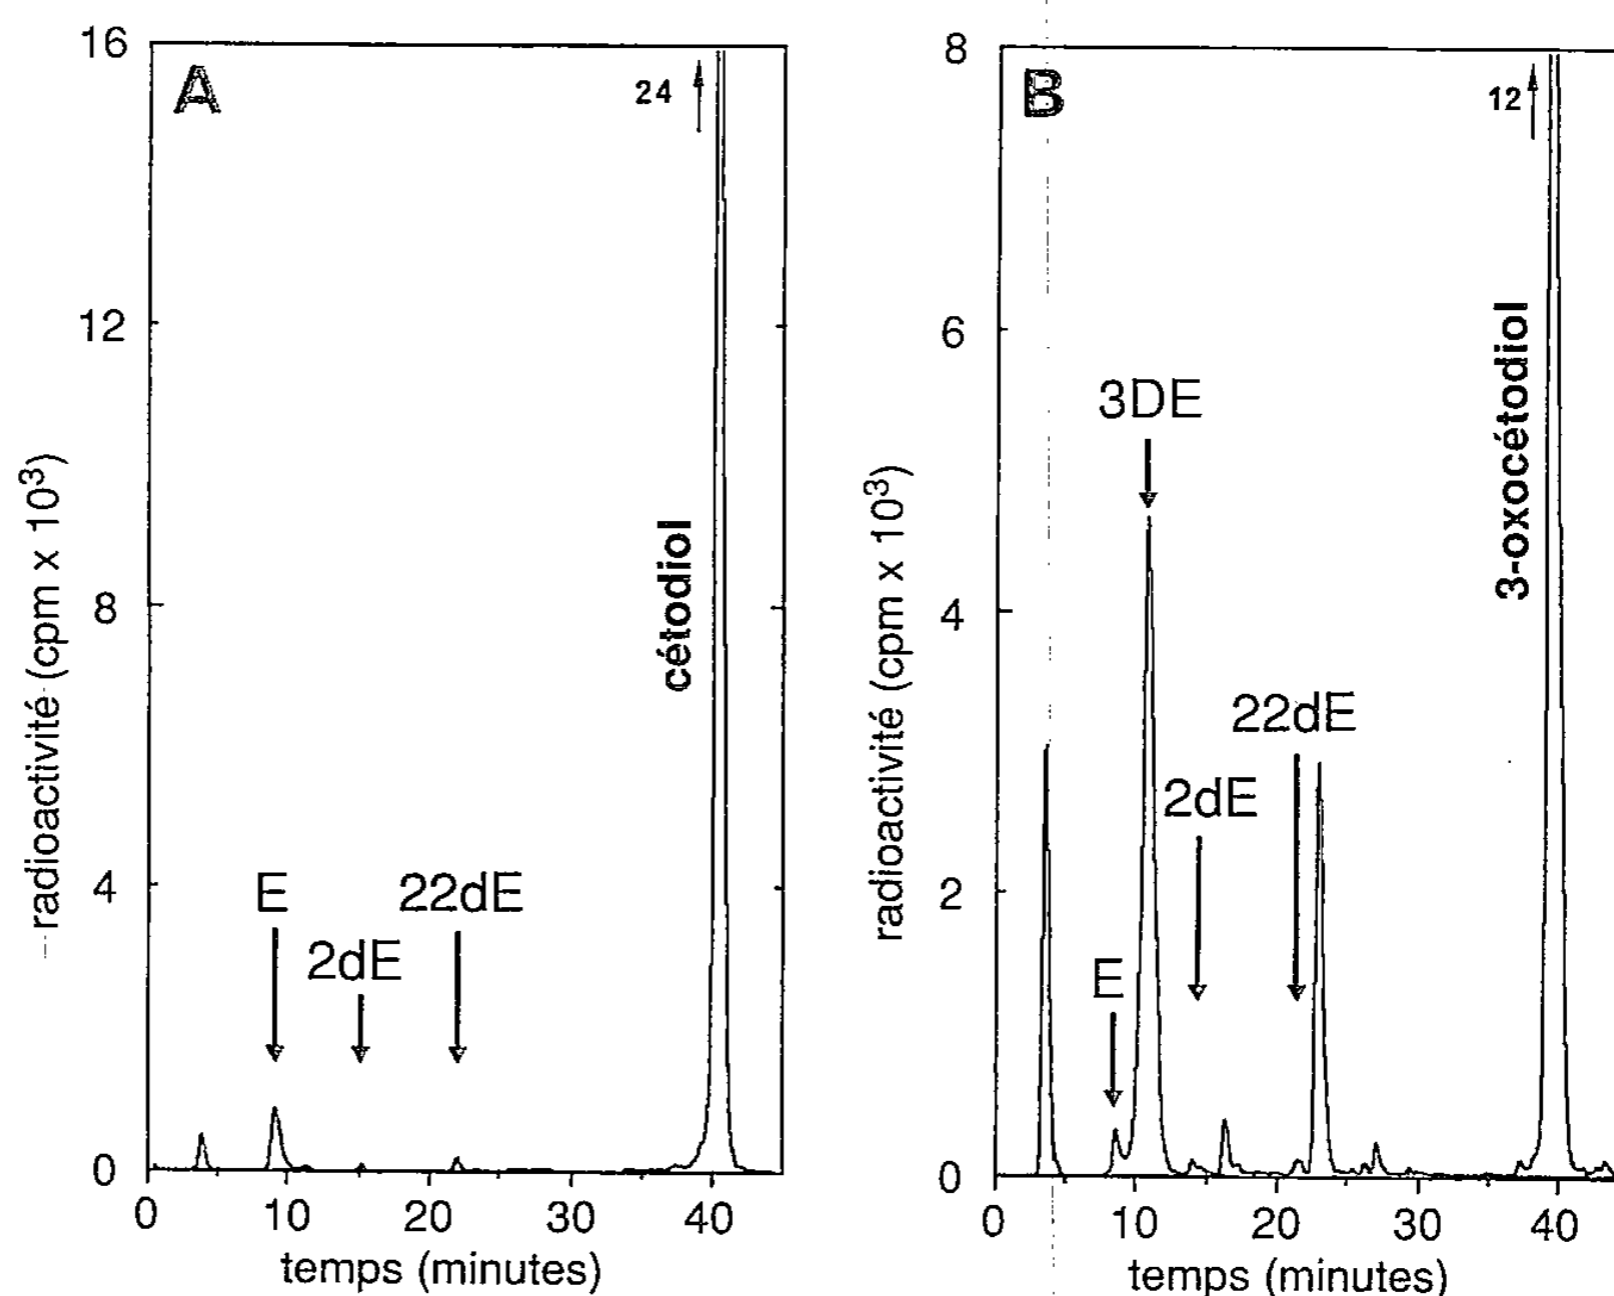 A
16
12
8
4
0
radioactivité (cpm x 10³)
24
cétodiol
E
2dE
22dE
0 10 20 30 40
temps (minutes)
B
8
6
4
2
0
radioactivité (cpm x 10³)
12
3-oxocétodiol
3DE
22dE
2dE
E
0 10 20 30 40
temps (minutes)